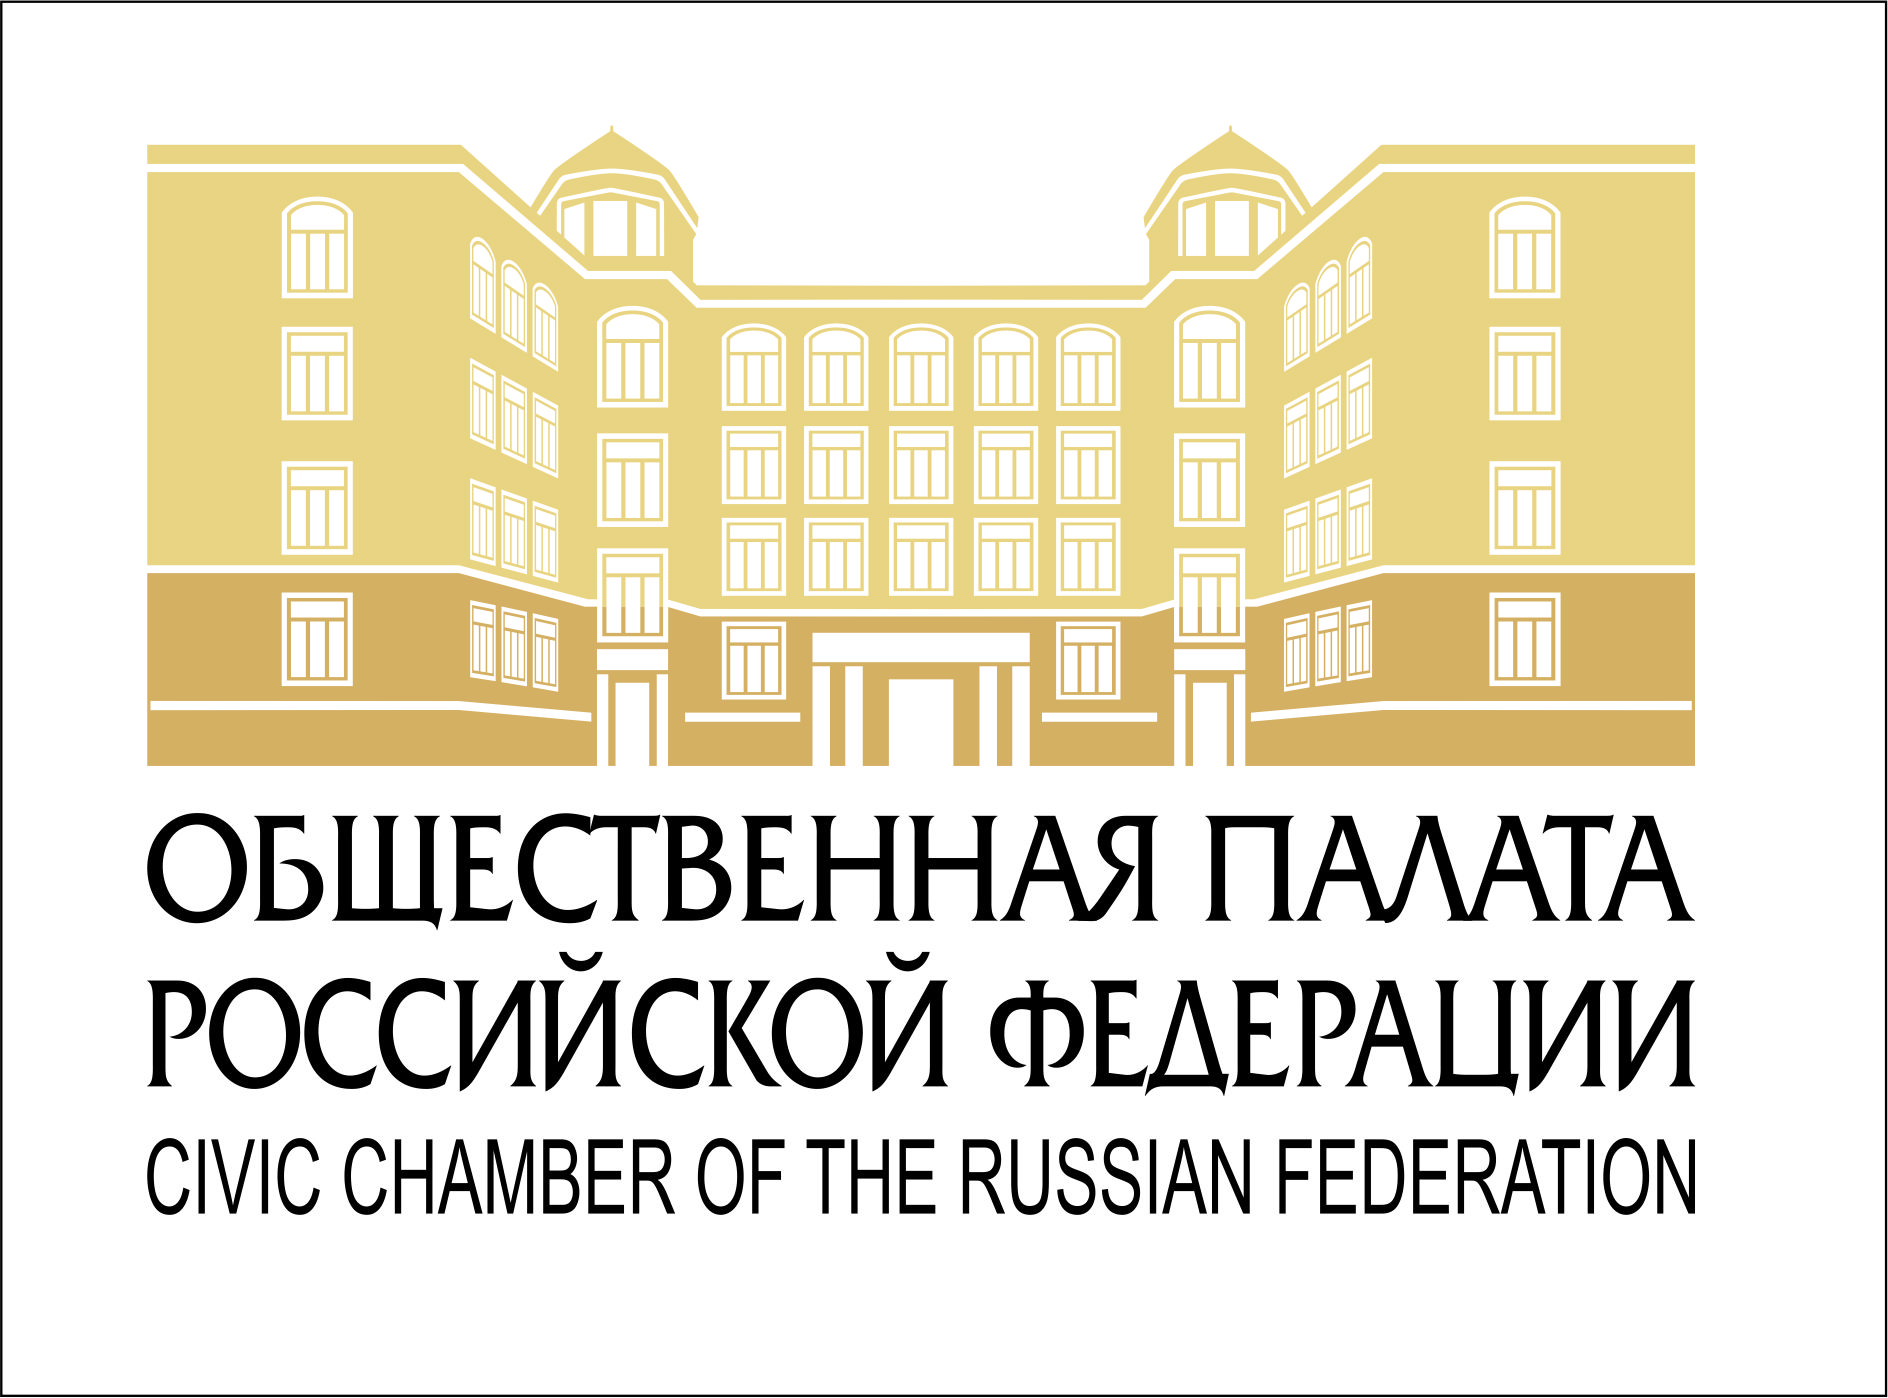 ОБЩЕСТВЕННАЯ ПАЛАТА
РОССИЙСКОЙ ФЕДЕРАЦИИ
CIVIC CHAMBER OF THE RUSSIAN FEDERATION